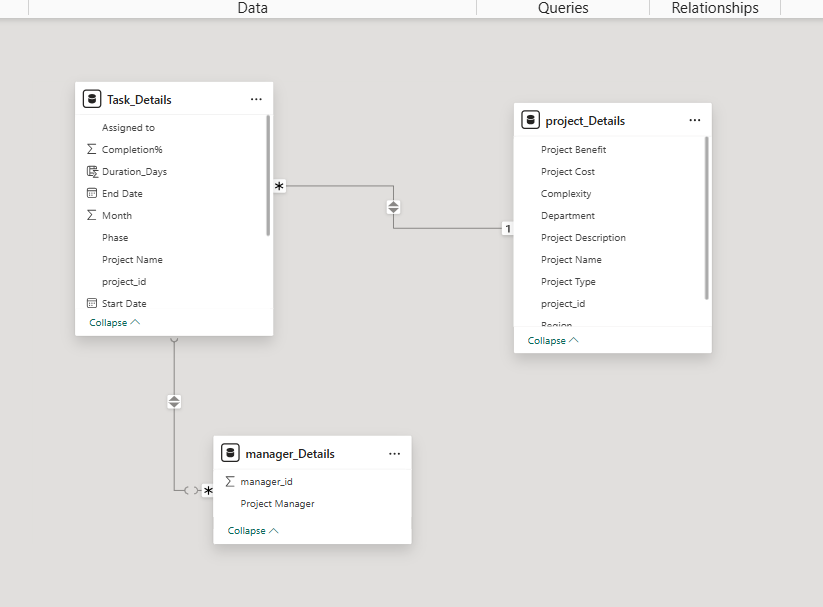 Data
Queries
Relationships
Task_Details
...
Assigned to
Σ Completion%
Duration_Days
End Date
Σ Month
Phase
Project Name
project_id
Start Date
Collapse
*
1
project_Details
...
Project Benefit
Project Cost
Complexity
Department
Project Description
Project Name
Project Type
project_id
Region
Collapse
*
manager_Details
...
Σ manager_id
Project Manager
Collapse